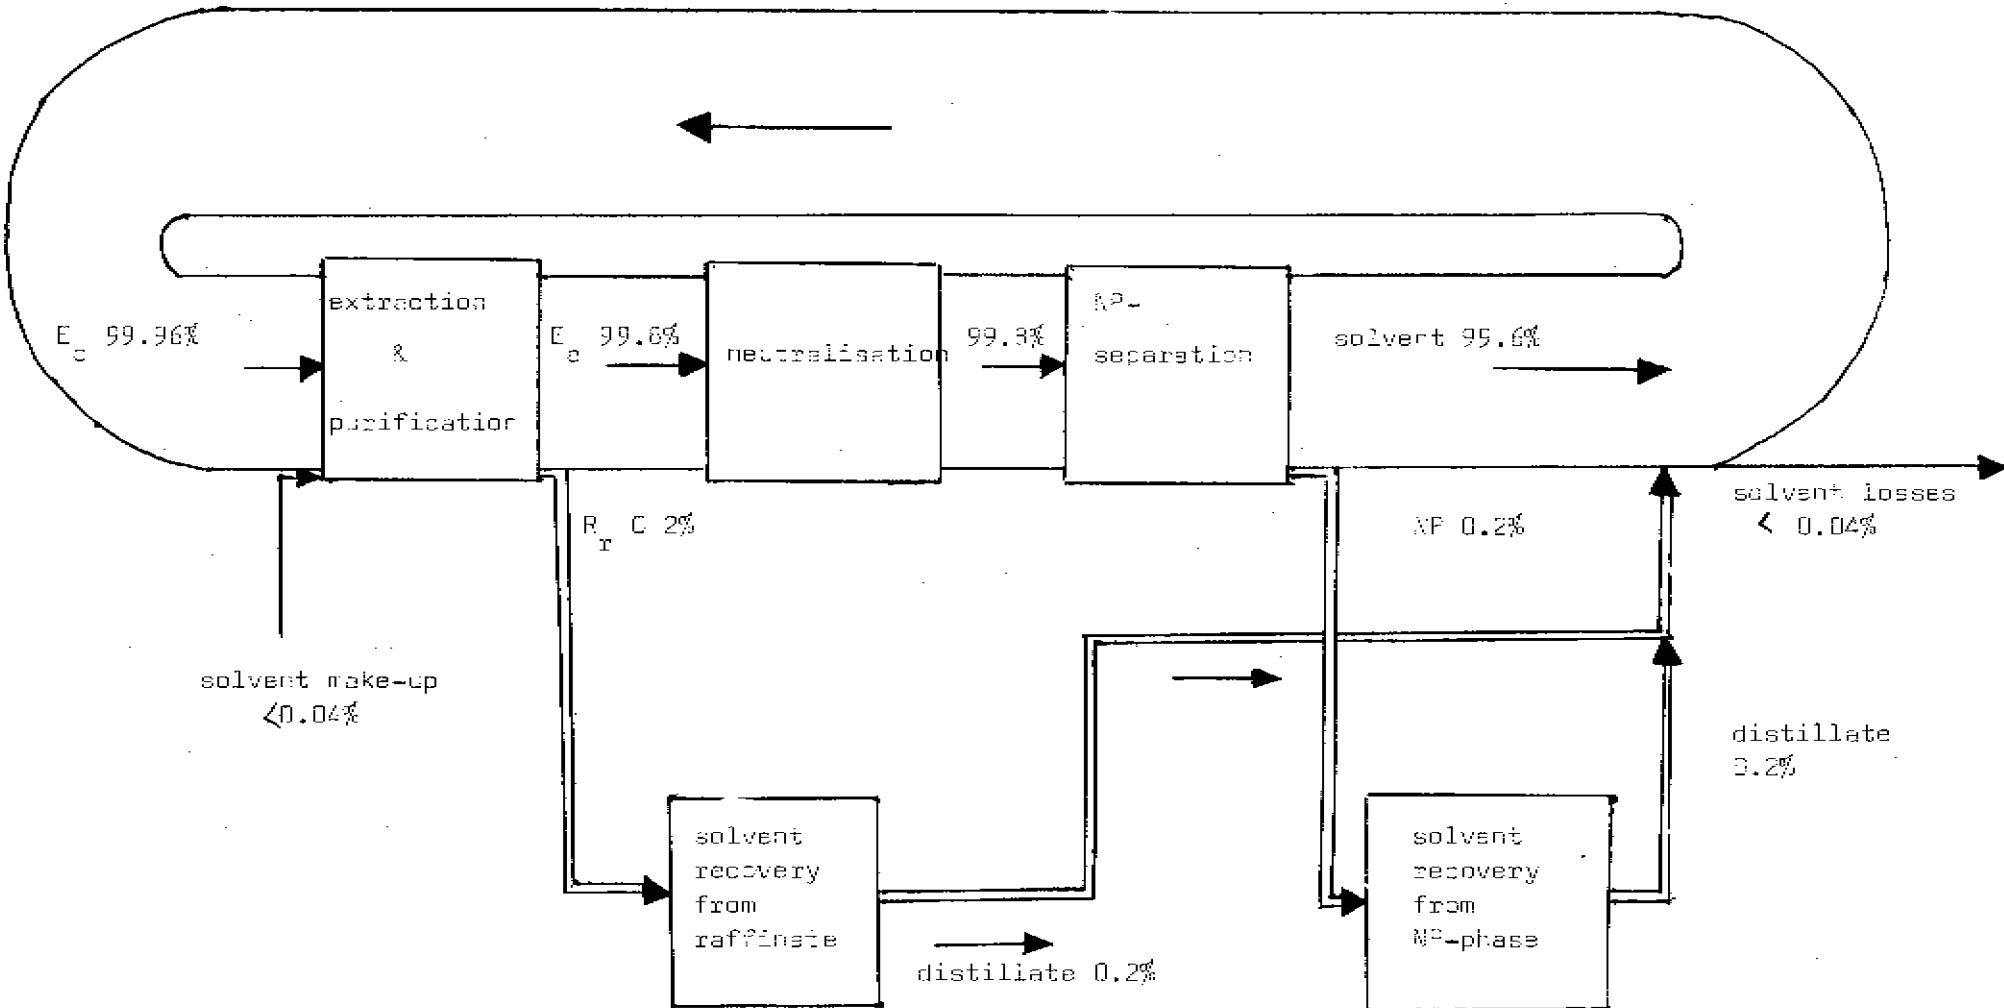 extraction
&
purification
E_c 99.96%
E_e 99.8%
neutralisation
99.8%
NP-
separation
solvent 99.6%
R_r 0 2%
NP 0.2%
solvent losses
< 0.04%
solvent make-up
<0.04%
distillate
0.2%
solvent
recovery
from
raffinate
distillate 0.2%
solvent
recovery
from
NP-phase